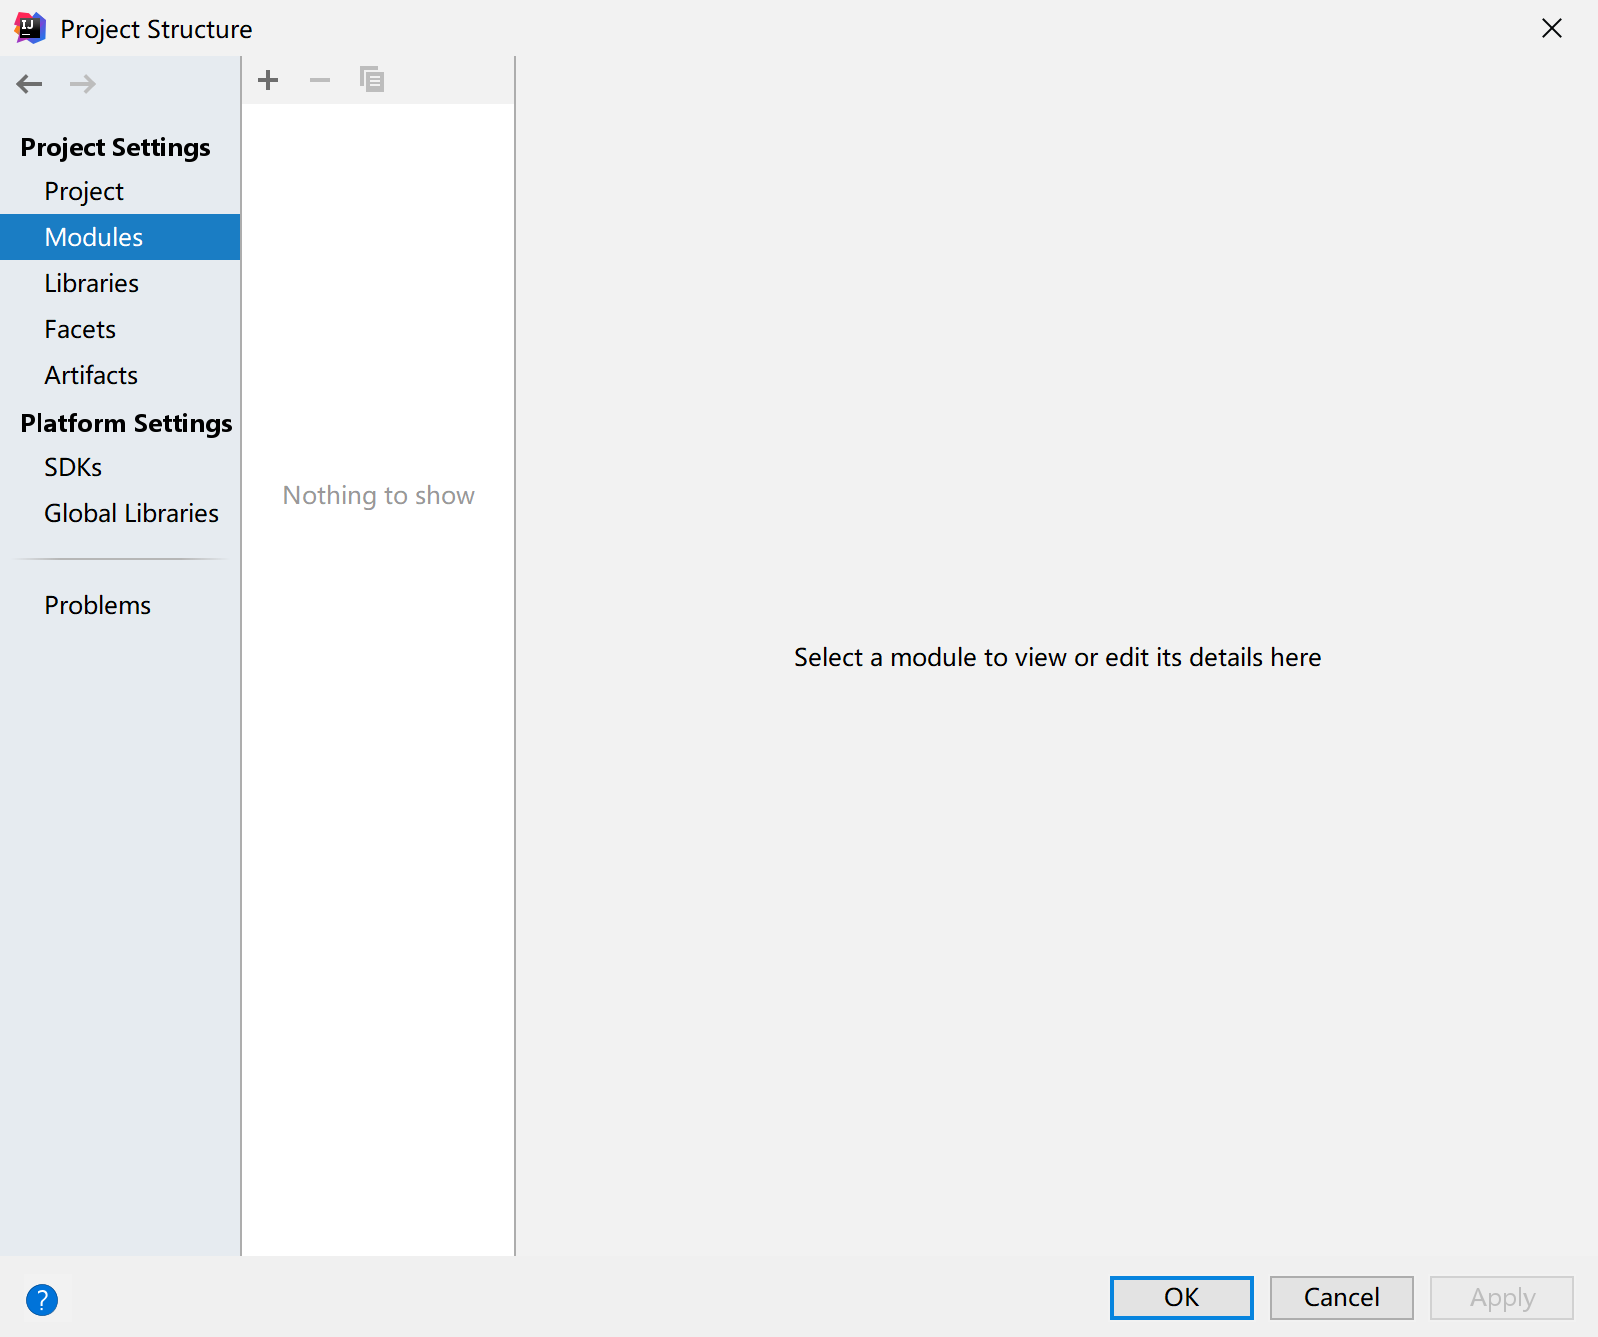 IJ
Project Structure
Project Settings
Project
Modules
Libraries
Facets
Artifacts
Platform Settings
SDKs
Global Libraries
Problems
Nothing to show
Select a module to view or edit its details here
?
OK
Cancel
Apply